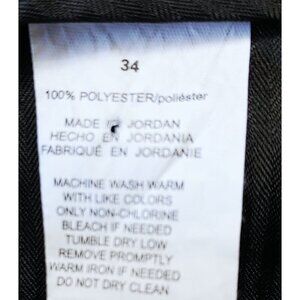 34
100% POLYESTER/poliéster
MADE IN JORDAN
HECHO EN JORDANIA
FABRIQUÉ EN JORDANIE
MACHINE WASH WARM
WITH LIKE COLORS
ONLY NON-CHLORINE
BLEACH IF NEEDED
TUMBLE DRY LOW
REMOVE PROMPTLY
WARM IRON IF NEEDED
DO NOT DRY CLEAN